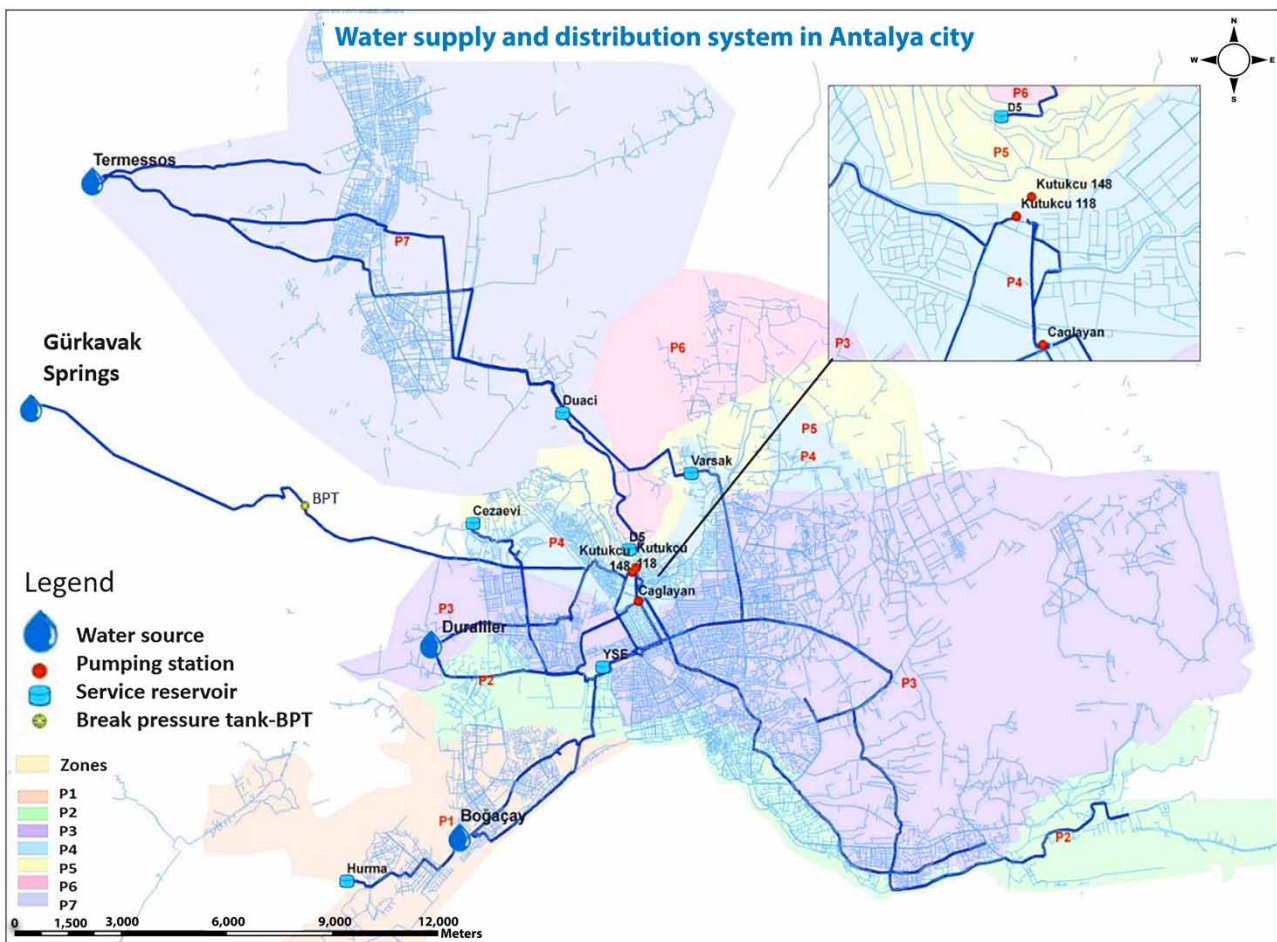 Water supply and distribution system in Antalya city
N
W
E
S
P6
D5
P5
Kutukcu 148
Kutukcu 118
P4
Caglayan
P3
Termessos
P7
Gürkavak
Springs
P6
Duaci
P5
P4
Varsak
BPT
Cezaevi
P4
D5
Kutukcu
Kutukcu
148
118
Caglayan
P3
Duraliler
YSE
P2
P3
P1
Boğaçay
Hurma
P2
Legend
Water source
Pumping station
Service reservoir
Break pressure tank-BPT
Zones
P1
P2
P3
P4
P5
P6
P7
0 1,500 3,000 6,000 9,000 12,000
Meters